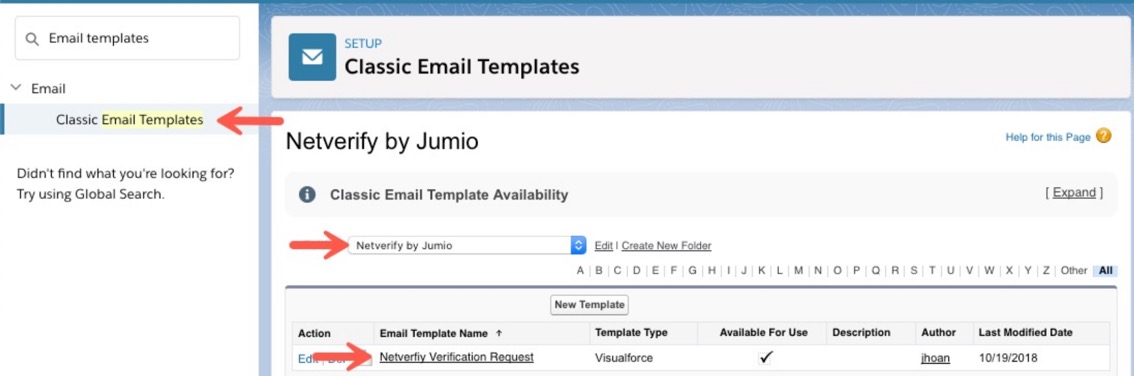 Email templates
Email
Classic Email Templates
Didn't find what you're looking for?
Try using Global Search.
SETUP
Classic Email Templates
Netverify by Jumio
Help for this Page ?
Classic Email Template Availability
[ Expand ]
Netverify by Jumio Edit | Create New Folder
A | B | C | D | E | F | G | H | I | J | K | L | M | N | O | P | Q | R | S | T | U | V | W | X | Y | Z | Other | All
New Template
Action Email Template Name ↑ Template Type Available For Use Description Author Last Modified Date
Edit Netverfiy Verification Request Visualforce ✓ jhoan 10/19/2018